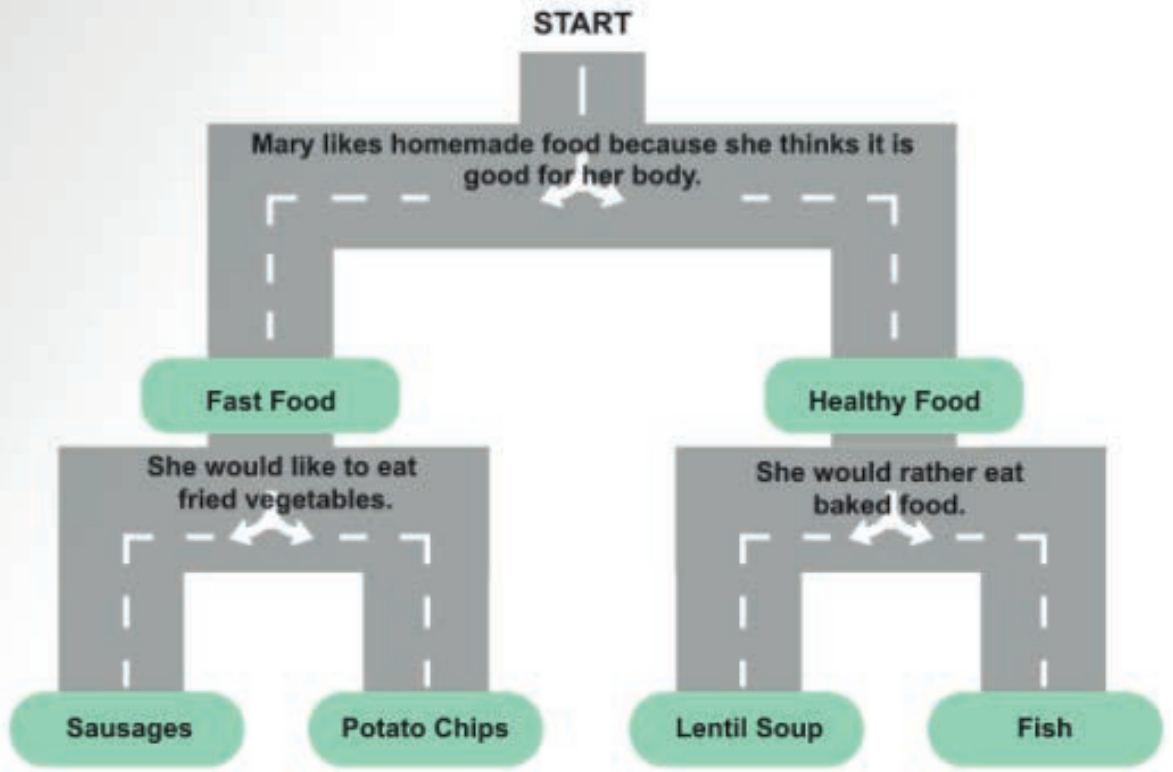 START
Mary likes homemade food because she thinks it is
good for her body.
Fast Food
Healthy Food
She would like to eat
fried vegetables.
She would rather eat
baked food.
Sausages
Potato Chips
Lentil Soup
Fish